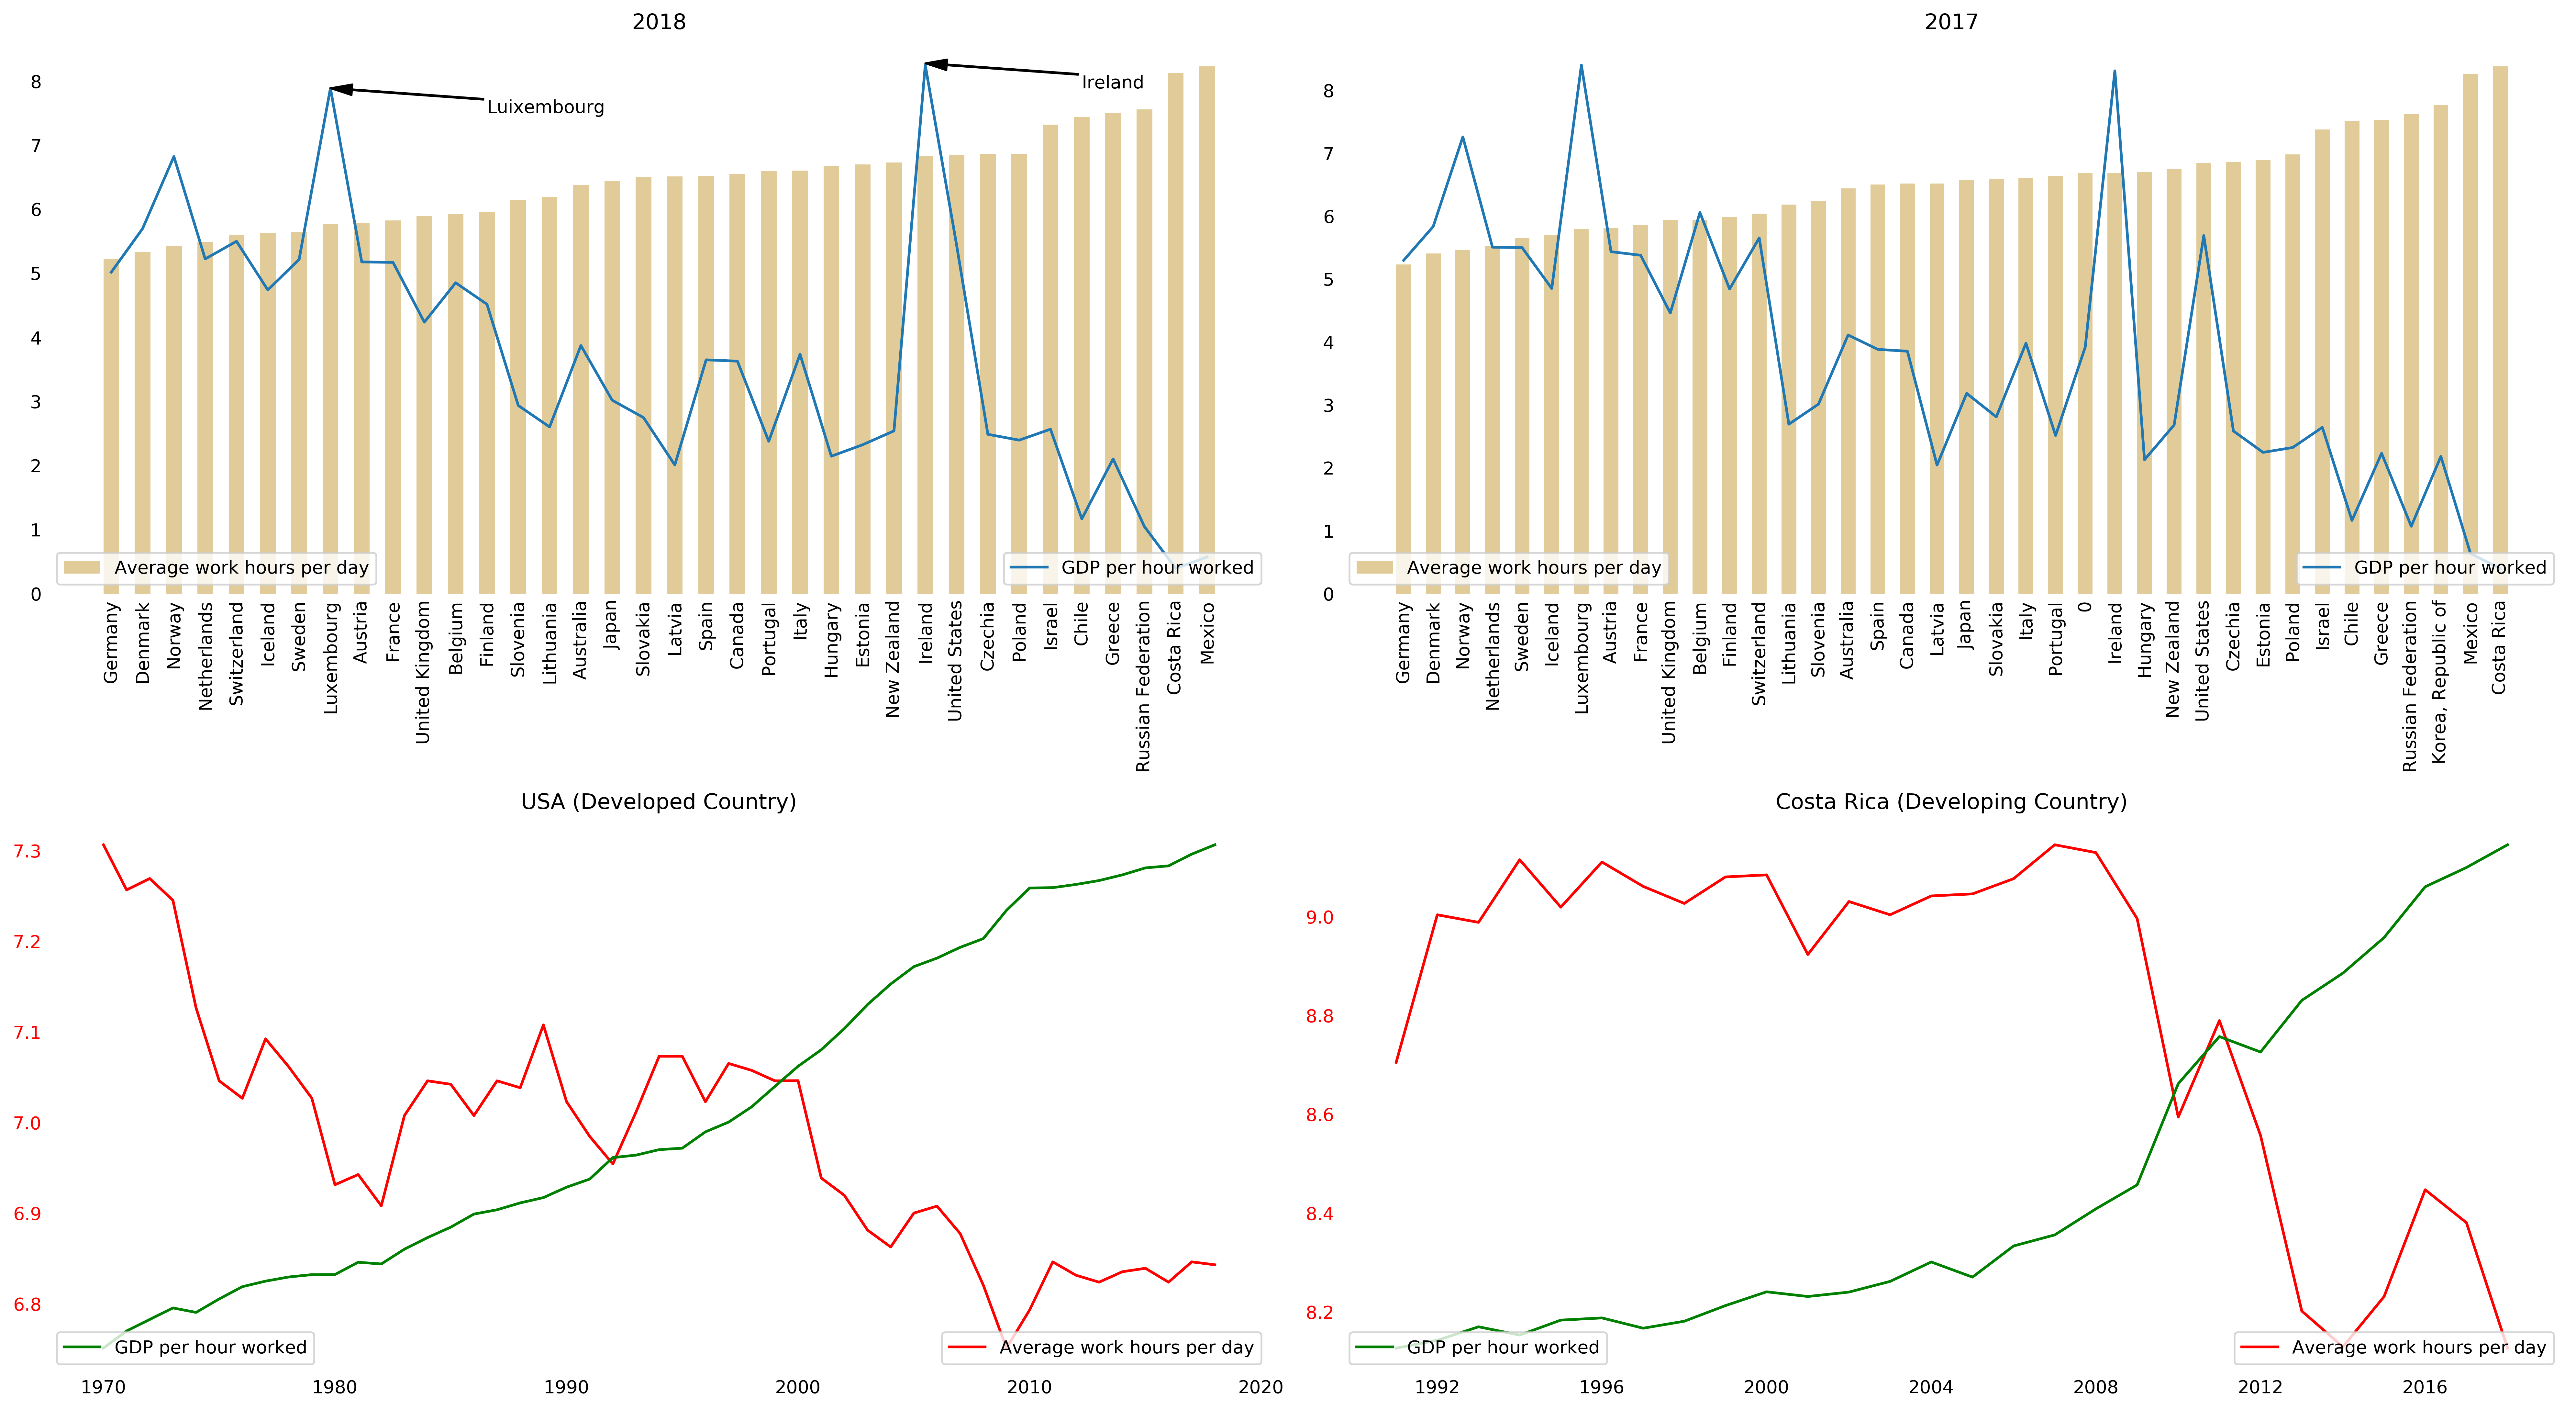 2018
8
7
6
5
4
3
2
1
0
Luixembourg
Ireland
Average work hours per day
GDP per hour worked
Germany
Denmark
Norway
Netherlands
Switzerland
Iceland
Sweden
Luxembourg
Austria
France
United Kingdom
Belgium
Finland
Slovenia
Lithuania
Australia
Japan
Slovakia
Latvia
Spain
Canada
Portugal
Italy
Hungary
Estonia
New Zealand
Ireland
United States
Czechia
Poland
Israel
Chile
Greece
Russian Federation
Costa Rica
Mexico
2017
8
7
6
5
4
3
2
1
0
Average work hours per day
GDP per hour worked
Germany
Denmark
Norway
Netherlands
Sweden
Iceland
Luxembourg
Austria
France
United Kingdom
Belgium
Finland
Switzerland
Lithuania
Slovenia
Australia
Spain
Canada
Latvia
Japan
Slovakia
Italy
Portugal
0
Ireland
Hungary
New Zealand
United States
Czechia
Estonia
Poland
Israel
Chile
Greece
Russian Federation
Korea, Republic of
Mexico
Costa Rica
USA (Developed Country)
7.3
7.2
7.1
7.0
6.9
6.8
GDP per hour worked
Average work hours per day
1970
1980
1990
2000
2010
2020
Costa Rica (Developing Country)
9.0
8.8
8.6
8.4
8.2
GDP per hour worked
Average work hours per day
1992
1996
2000
2004
2008
2012
2016